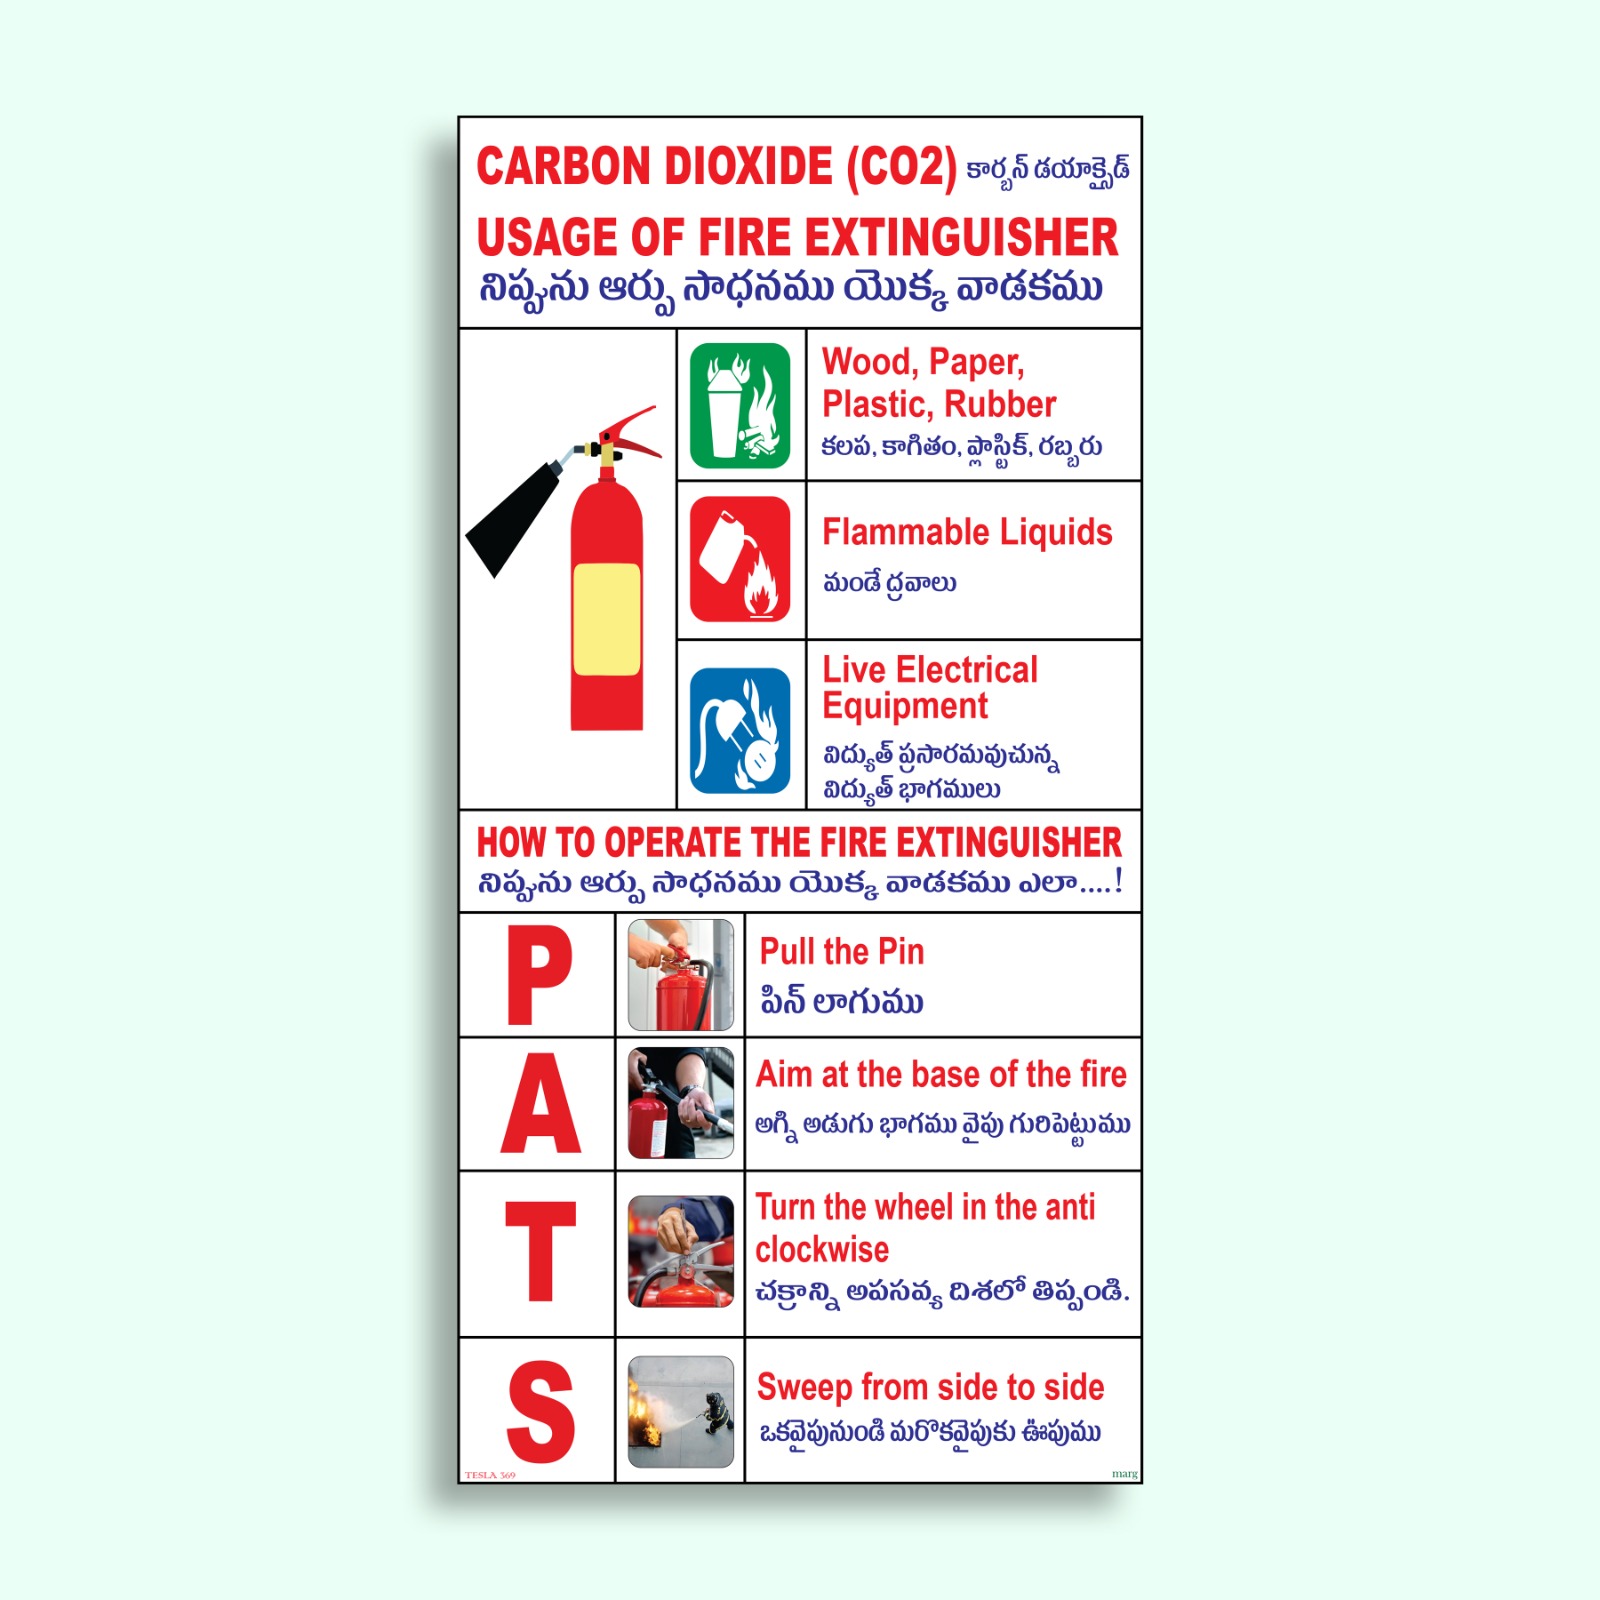 CARBON DIOXIDE (CO2) కార్బన్ డయాక్సైడ్
USAGE OF FIRE EXTINGUISHER
నిప్పును ఆర్పు సాధనము యొక్క వాడకము
Wood, Paper,
Plastic, Rubber
కలప, కాగితం, ప్లాస్టిక్, రబ్బరు
Flammable Liquids
మండే ద్రవాలు
Live Electrical
Equipment
విద్యుత్ ప్రసారమవుచున్న
విద్యుత్ భాగములు
HOW TO OPERATE THE FIRE EXTINGUISHER
నిప్పును ఆర్పు సాధనము యొక్క వాడకము ఎలా....!
P
Pull the Pin
పిన్ లాగుము
A
Aim at the base of the fire
అగ్ని అడుగు భాగము వైపు గురిపెట్టుము
T
Turn the wheel in the anti
clockwise
చక్రాన్ని అపసవ్య దిశలో తిప్పండి.
S
Sweep from side to side
ఒకవైపునుండి మరొకవైపుకు ఊపుము
TESLA 369
marg